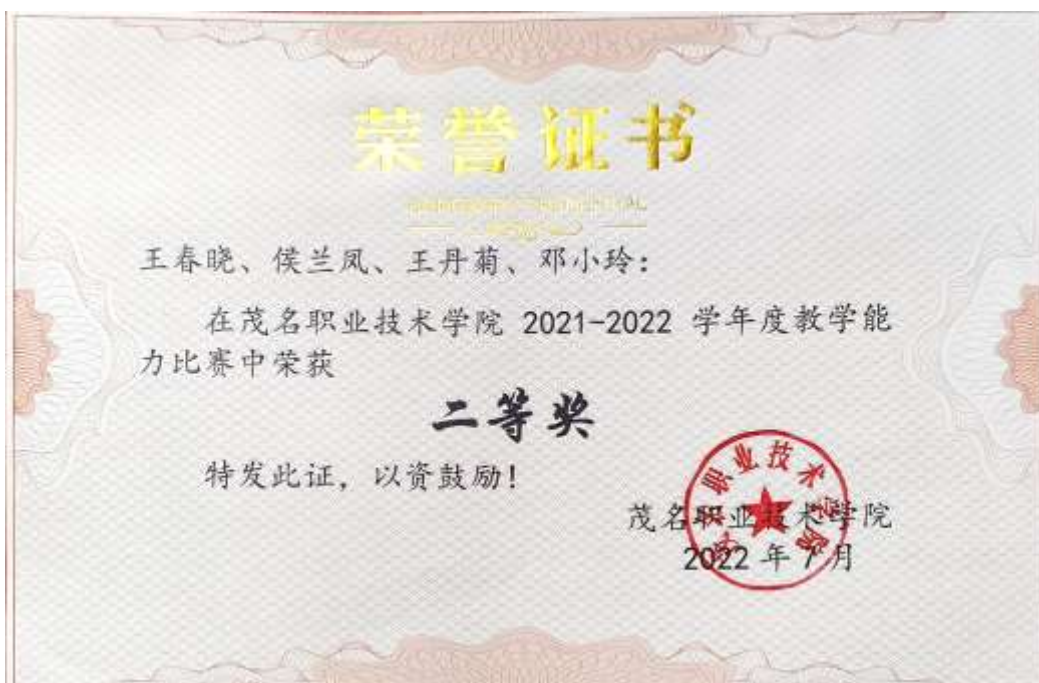 荣誉证书
王春晓、侯兰凤、王丹菊、邓小玲：
在茂名职业技术学院 2021-2022 学年度教学能
力比赛中荣获
二等奖
特发此证，以资鼓励！
茂名职业技术学院
2022 年 7 月